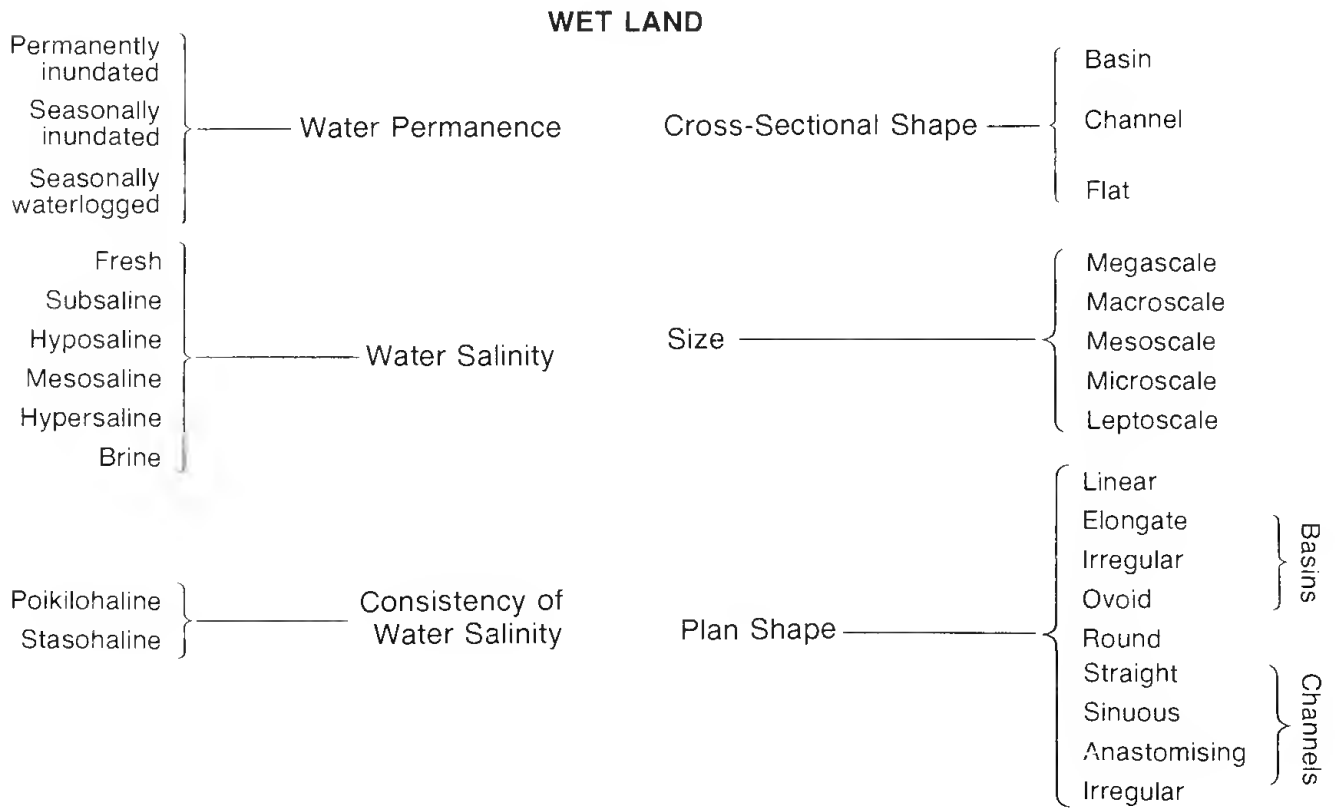 WET LAND
Permanently
inundated
Seasonally
inundated
Seasonally
waterlogged
Water Permanence
Fresh
Subsaline
Hyposaline
Mesosaline
Hypersaline
Brine
Water Salinity
Poikilohaline
Stasohaline
Consistency of
Water Salinity
Cross-Sectional Shape
Basin
Channel
Flat
Size
Megascale
Macroscale
Mesoscale
Microscale
Leptoscale
Plan Shape
Linear
Elongate
Irregular
Ovoid
Round
Basins
Straight
Sinuous
Anastomising
Irregular
Channels